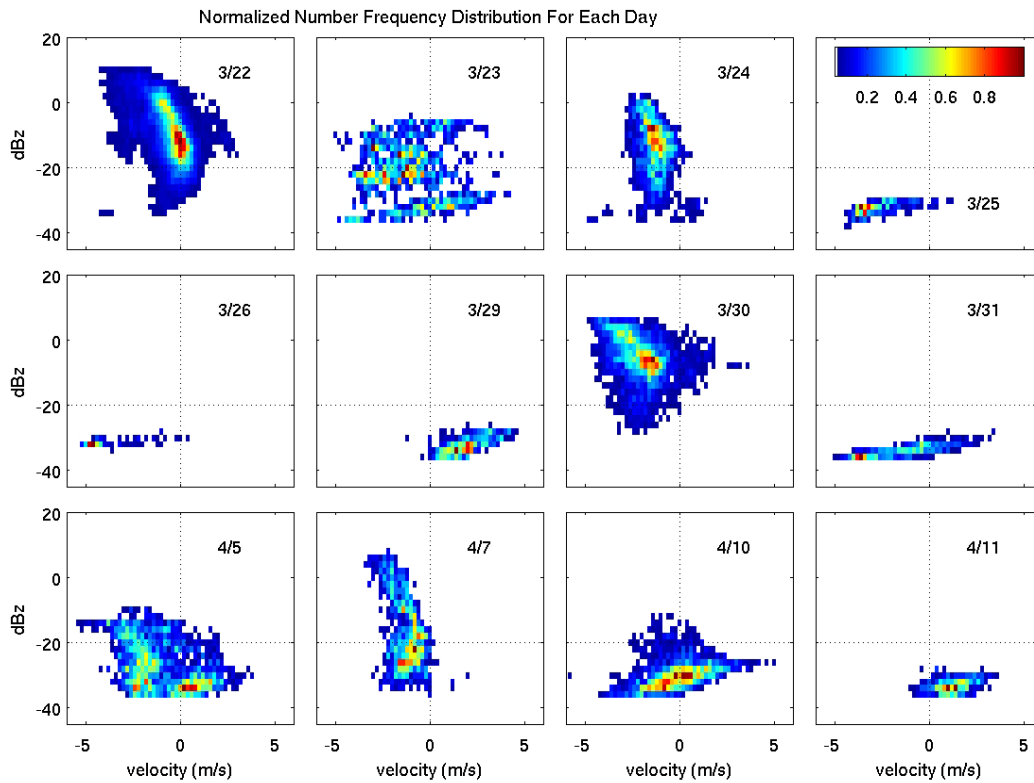 Normalized Number Frequency Distribution For Each Day
20
0
-20
-40
dBz
3/22
3/23
3/24
0.2 0.4 0.6 0.8
3/25
20
0
-20
-40
dBz
3/26
3/29
3/30
3/31
20
0
-20
-40
dBz
4/5
4/7
4/10
4/11
-5 0 5
-5 0 5
-5 0 5
-5 0 5
velocity (m/s)
velocity (m/s)
velocity (m/s)
velocity (m/s)